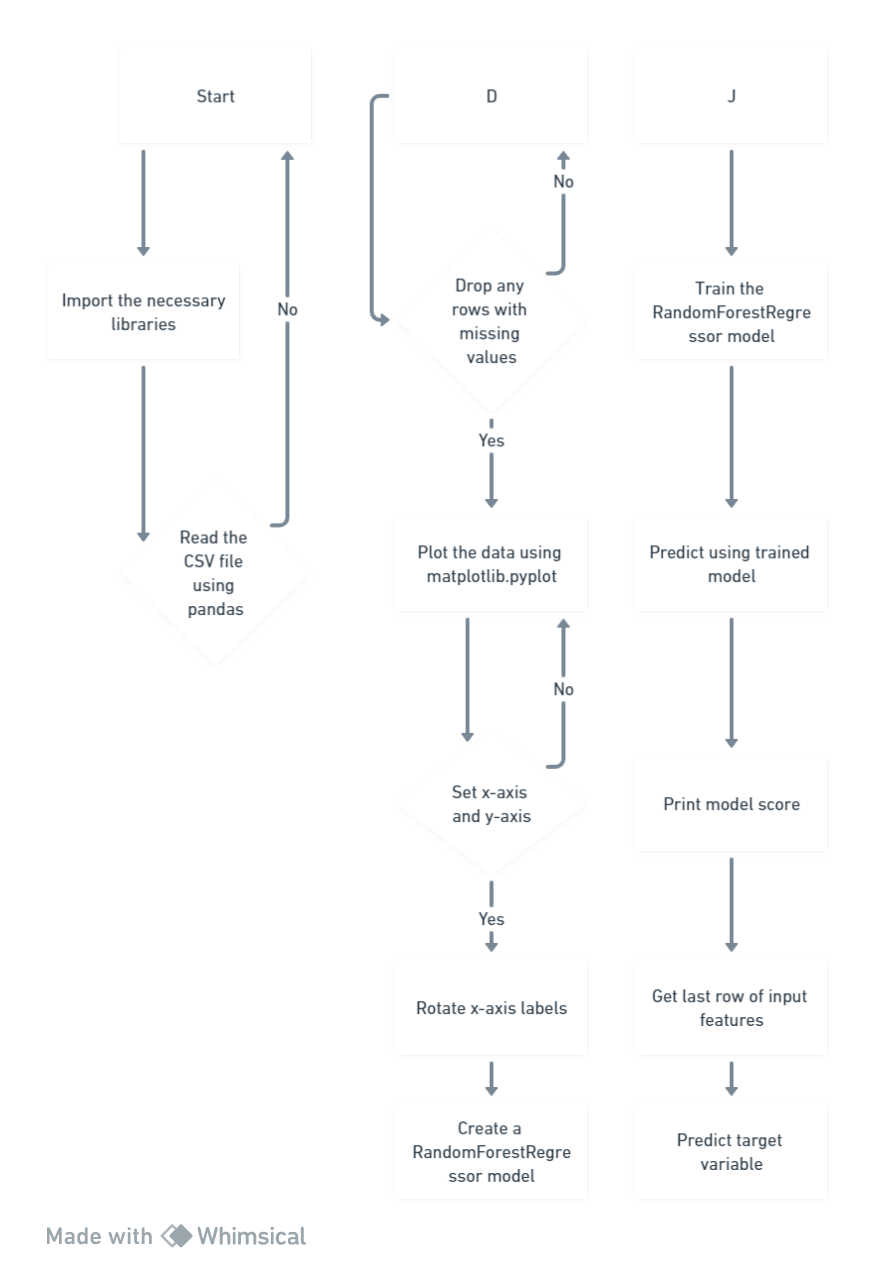 Start
Import the necessary
libraries
No
Read the
CSV file
using
pandas
D
No
Drop any
rows with
missing
values
Yes
Plot the data using
matplotlib.pyplot
No
Set x-axis
and y-axis
Yes
Rotate x-axis labels
Create a
RandomForestRegre
ssor model
J
Train the
RandomForestRegre
ssor model
Predict using trained
model
Print model score
Get last row of input
features
Predict target
variable
Made with Whimsical